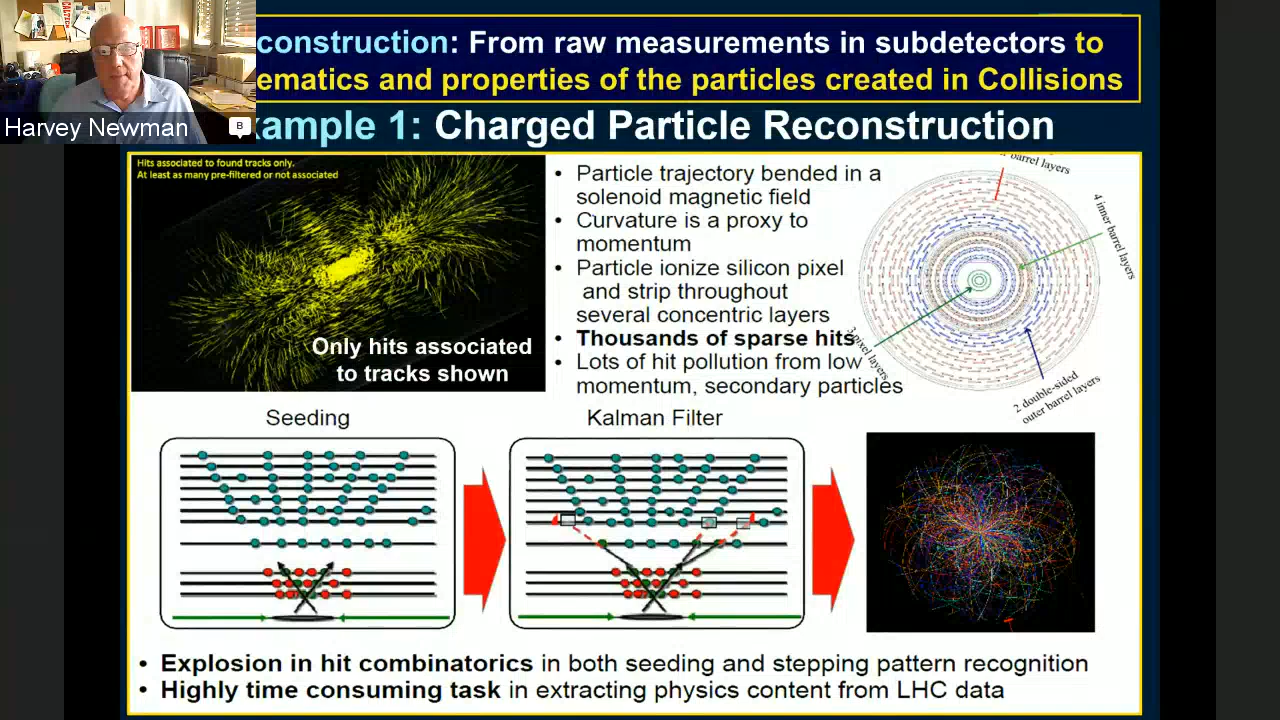 construction: From raw measurements in subdetectors to
ematics and properties of the particles created in Collisions
Harvey Newman
B
ample 1: Charged Particle Reconstruction
Hits associated to found tracks only.
At least as many pre-filtered or not associated
Only hits associated
to tracks shown
• Particle trajectory bended in a
solenoid magnetic field
• Curvature is a proxy to
momentum
• Particle ionize silicon pixel
and strip throughout
several concentric layers
• Thousands of sparse hits
• Lots of hit pollution from low
momentum, secondary particles
barrel layers
4 inner barrel layers
3 pixel layers
2 double-sided
outer barrel layers
Seeding
Kalman Filter
• Explosion in hit combinatorics in both seeding and stepping pattern recognition
• Highly time consuming task in extracting physics content from LHC data